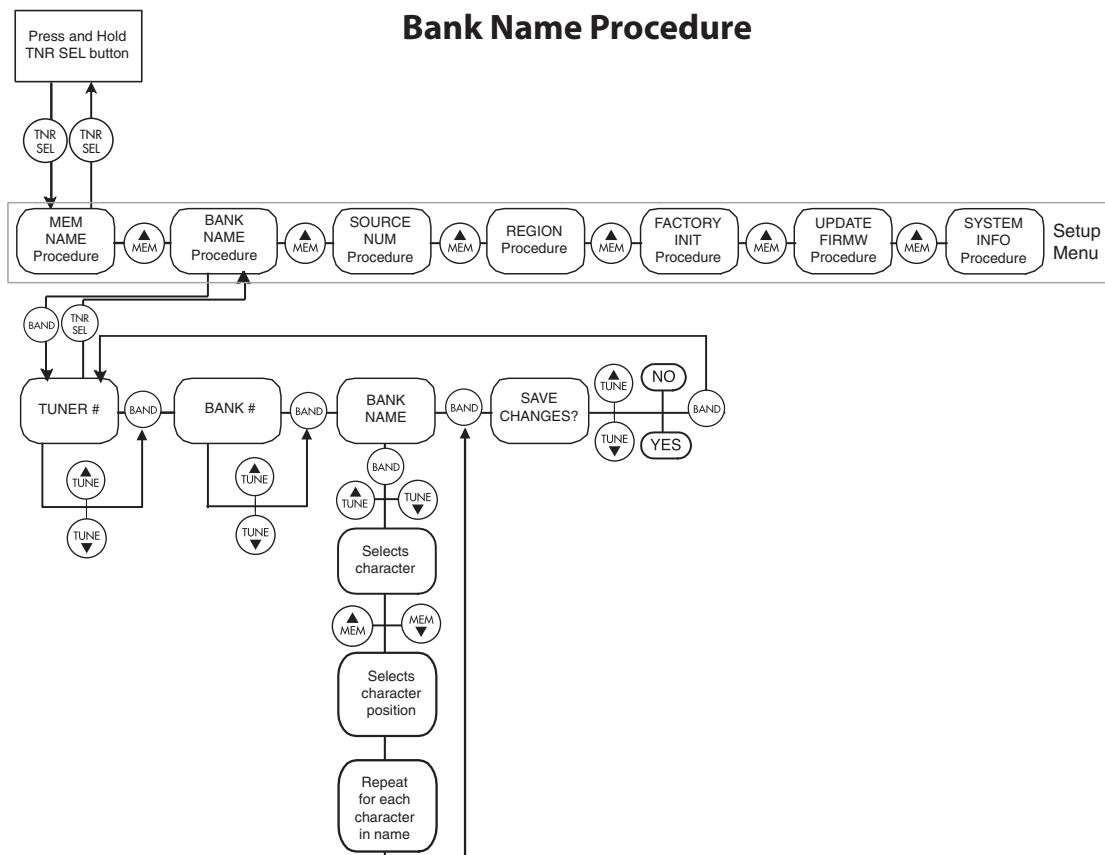 Bank Name Procedure
Press and Hold
TNR SEL button
TNR
SEL
TNR
SEL
MEM
NAME
Procedure
MEM
BANK
NAME
Procedure
MEM
SOURCE
NUM
Procedure
MEM
REGION
Procedure
MEM
FACTORY
INIT
Procedure
MEM
UPDATE
FIRMW
Procedure
MEM
SYSTEM
INFO
Procedure
Setup
Menu
BAND
TNR
SEL
TUNER #
BAND
BANK #
BAND
BANK
NAME
BAND
SAVE
CHANGES?
TUNE
TUNE
NO
YES
BAND
TUNE
TUNE
TUNE
TUNE
BAND
TUNE
TUNE
Selects
character
MEM
MEM
Selects
character
position
Repeat
for each
character
in name